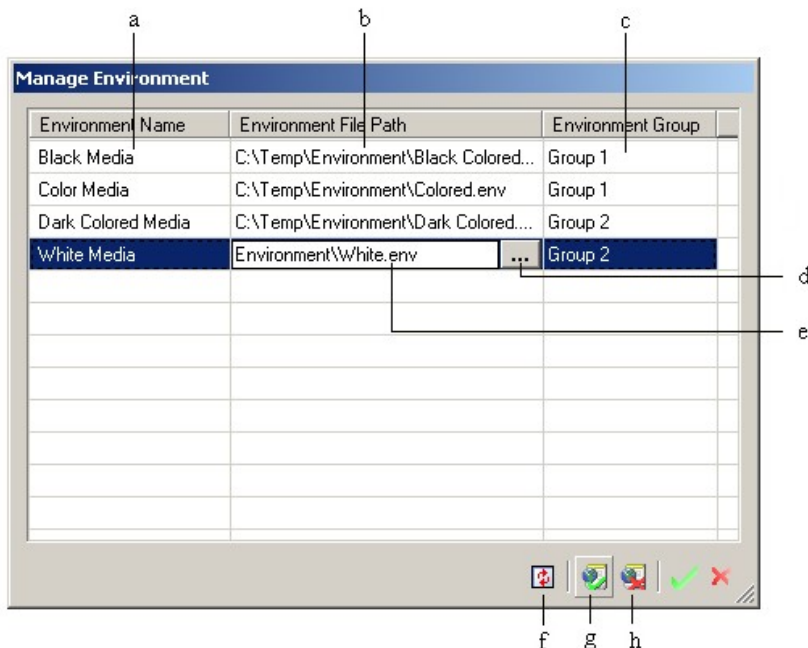 a b c
Manage Environment
Environment Name Environment File Path Environment Group
Black Media C:\Temp\Environment\Black Colored... Group 1
Color Media C:\Temp\Environment\Colored.env Group 1
Dark Colored Media C:\Temp\Environment\Dark Colored.... Group 2
White Media Environment\White.env ... Group 2
d
e
f g h